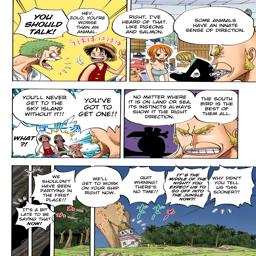 YOU
SHOULD
TALK!
HEY,
ZOLO, YOU'RE
WORSE
THAN AN
ANIMAL.
RIGHT. I'VE
HEARD OF THAT,
LIKE
PIGEONS
AND SALMON.
SOME ANIMALS
HAVE AN INNATE
SENSE OF
DIRECTION.
YOU'LL NEVER
GET TO
THE SKY
ISLAND WITHOUT
IT!!
YOU'VE
GOT TO
GET ONE!!
WHAT
?!
NO MATTER WHERE
IT IS ON LAND OR SEA,
ITS INSTINCTS ALWAYS
SHOW IT THE RIGHT
DIRECTION.
THE SOUTH
BIRD IS THE
BEST OF
THEM ALL.
WE
SHOULDN'T
HAVE BEEN
PARTYING IN
THE FIRST
PLACE!!
IT'S A BIT
LATE TO BE
SAYING THAT
NOW!
WE'LL GET
TO WORK ON
YOUR SHIP
RIGHT NOW.
QUIT
WHINING!
THERE'S
NO TIME!!
IT'S THE
MIDDLE OF THE
NIGHT! YOU
EXPECT US TO
GO OFF INTO
THE JUNGLE
NOW?!
WHY DIDN'T
YOU TELL US
THIS
SOONER?!